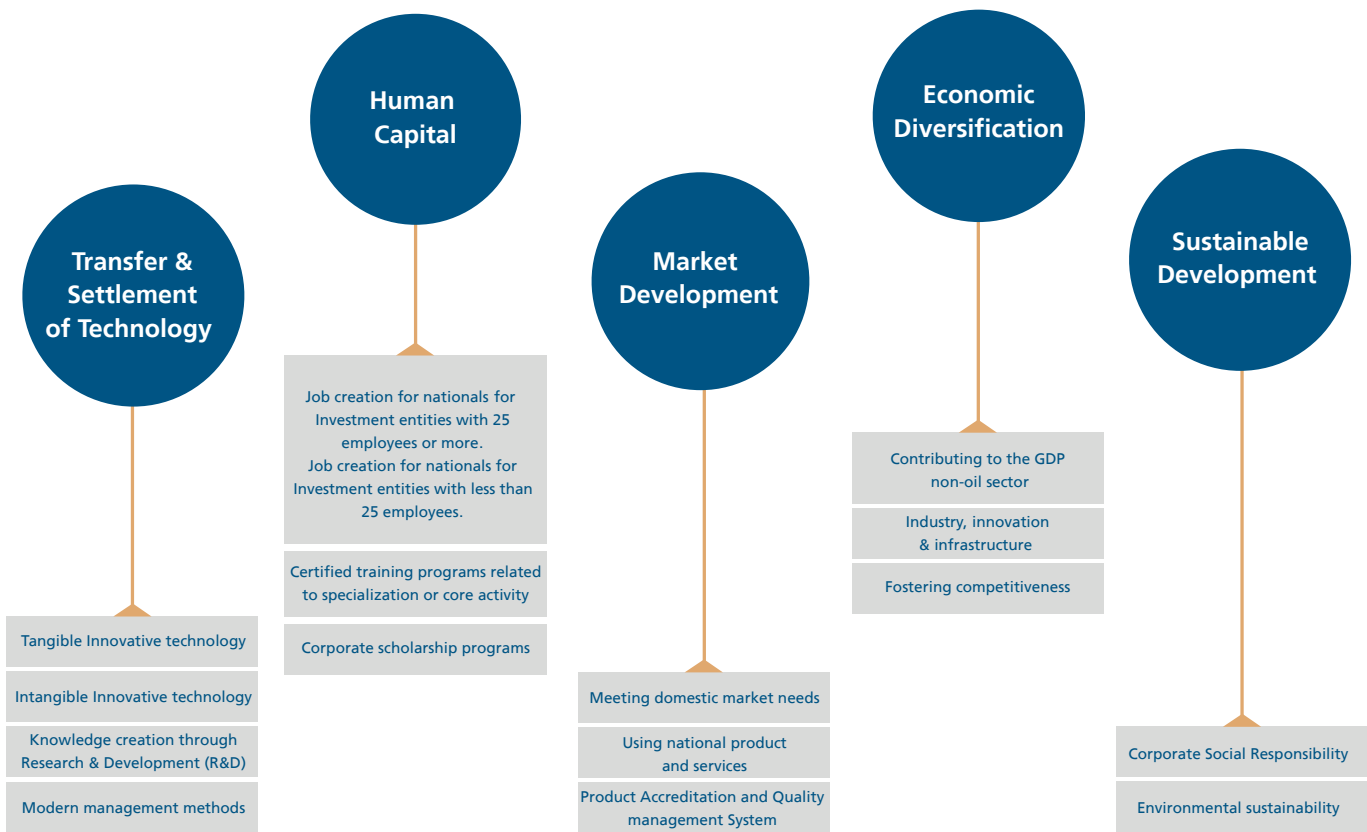 Transfer &
Settlement
of Technology
Tangible Innovative technology
Intangible Innovative technology
Knowledge creation through
Research & Development (R&D)
Modern management methods
Human
Capital
Job creation for nationals for
Investment entities with 25
employees or more.
Job creation for nationals for
Investment entities with less than
25 employees.
Certified training programs related
to specialization or core activity
Corporate scholarship programs
Market
Development
Meeting domestic market needs
Using national product
and services
Product Accreditation and Quality
management System
Economic
Diversification
Contributing to the GDP
non-oil sector
Industry, innovation
& infrastructure
Fostering competitiveness
Sustainable
Development
Corporate Social Responsibility
Environmental sustainability